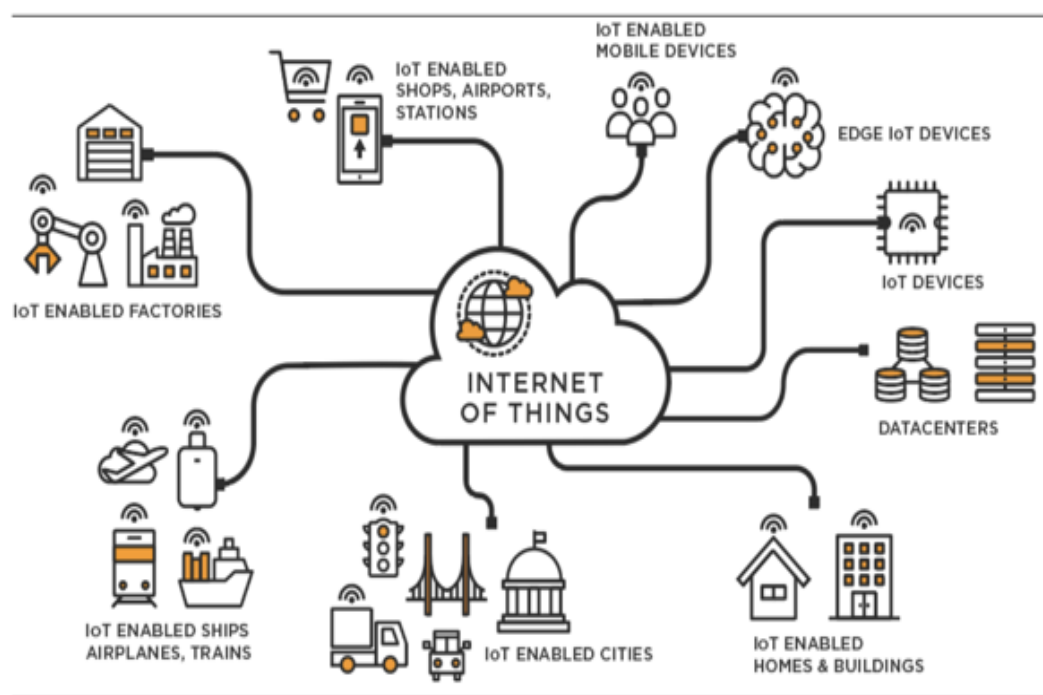 IoT ENABLED
MOBILE DEVICES
IoT ENABLED
SHOPS, AIRPORTS,
STATIONS
EDGE IoT DEVICES
IoT DEVICES
IoT ENABLED FACTORIES
INTERNET
OF THINGS
DATACENTERS
IoT ENABLED SHIPS
AIRPLANES, TRAINS
IoT ENABLED CITIES
IoT ENABLED
HOMES & BUILDINGS